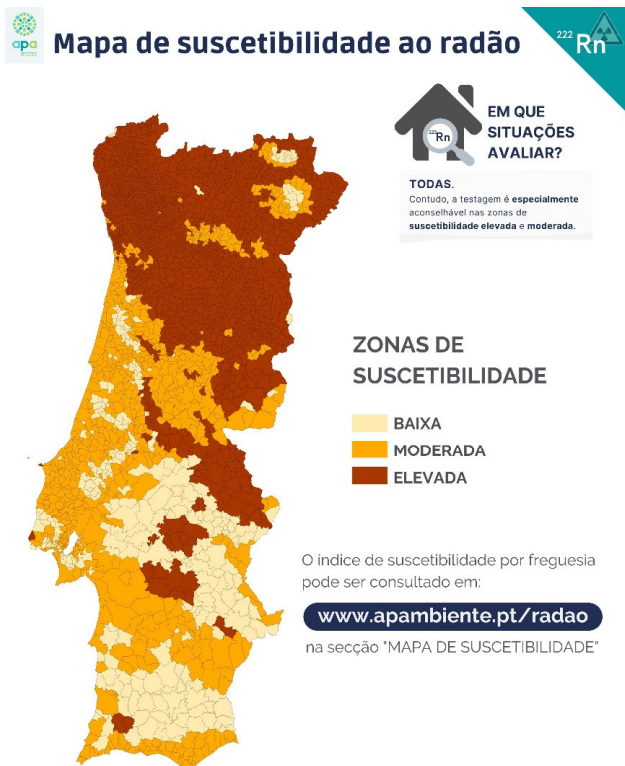 apa
Mapa de suscetibilidade ao radão
222 Rn
EM QUE
SITUAÇÕES
AVALIAR?
222Rn
TODAS.
Contudo, a testagem é especialmente
aconselhável nas zonas de
suscetibilidade elevada e moderada.
ZONAS DE
SUSCETIBILIDADE
BAIXA
MODERADA
ELEVADA
O índice de suscetibilidade por freguesia
pode ser consultado em:
www.apambiente.pt/radao
na secção "MAPA DE SUSCETIBILIDADE"